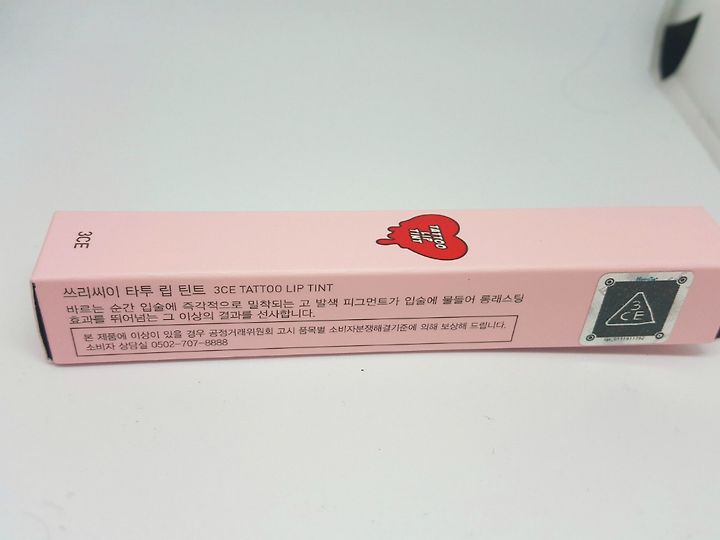 3CE
TATTOO
LIP
TINT
쓰리씨이 타투 립 틴트 3CE TATTOO LIP TINT
바르는 순간 입술에 즉각적으로 밀착되는 고 발색 피그먼트가 입술에 물들어 롱래스팅
효과를 뛰어넘는 그 이상의 결과를 선사합니다.
본 제품에 이상이 있을 경우 공정거래위원회 고시 품목별 소비자분쟁해결기준에 의해 보상해 드립니다.
소비자 상담실 0502-707-8888
3
CE